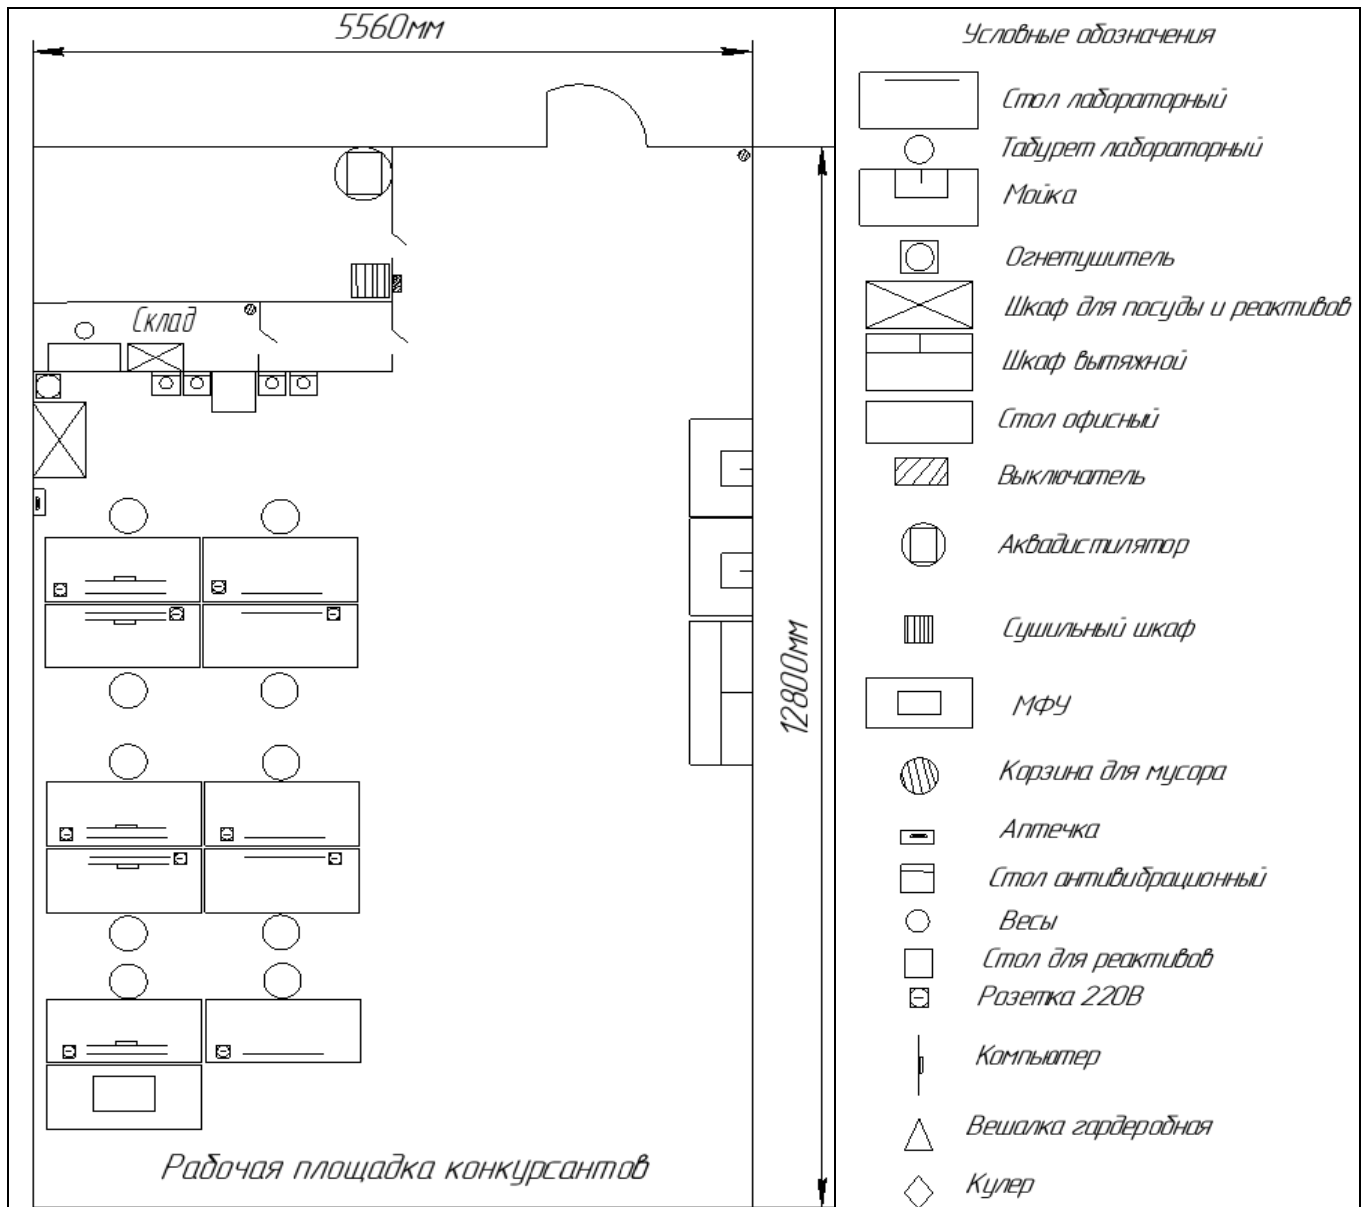 5560мм
Условные обозначения
Стол лабораторный
Табурет лабораторный
Мойка
Огнетушитель
Шкаф для посуды и реактивов
Склад
Шкаф вытяжной
Стол офисный
Выключатель
Аквадистилятор
Сушильный шкаф
12800мм
МФУ
Корзина для мусора
Аптечка
Стол антивибрационный
Весы
Стол для реактивов
Розетка 220В
Компьютер
Вешалка гардеробная
Рабочая площадка конкурсантов
Кулер